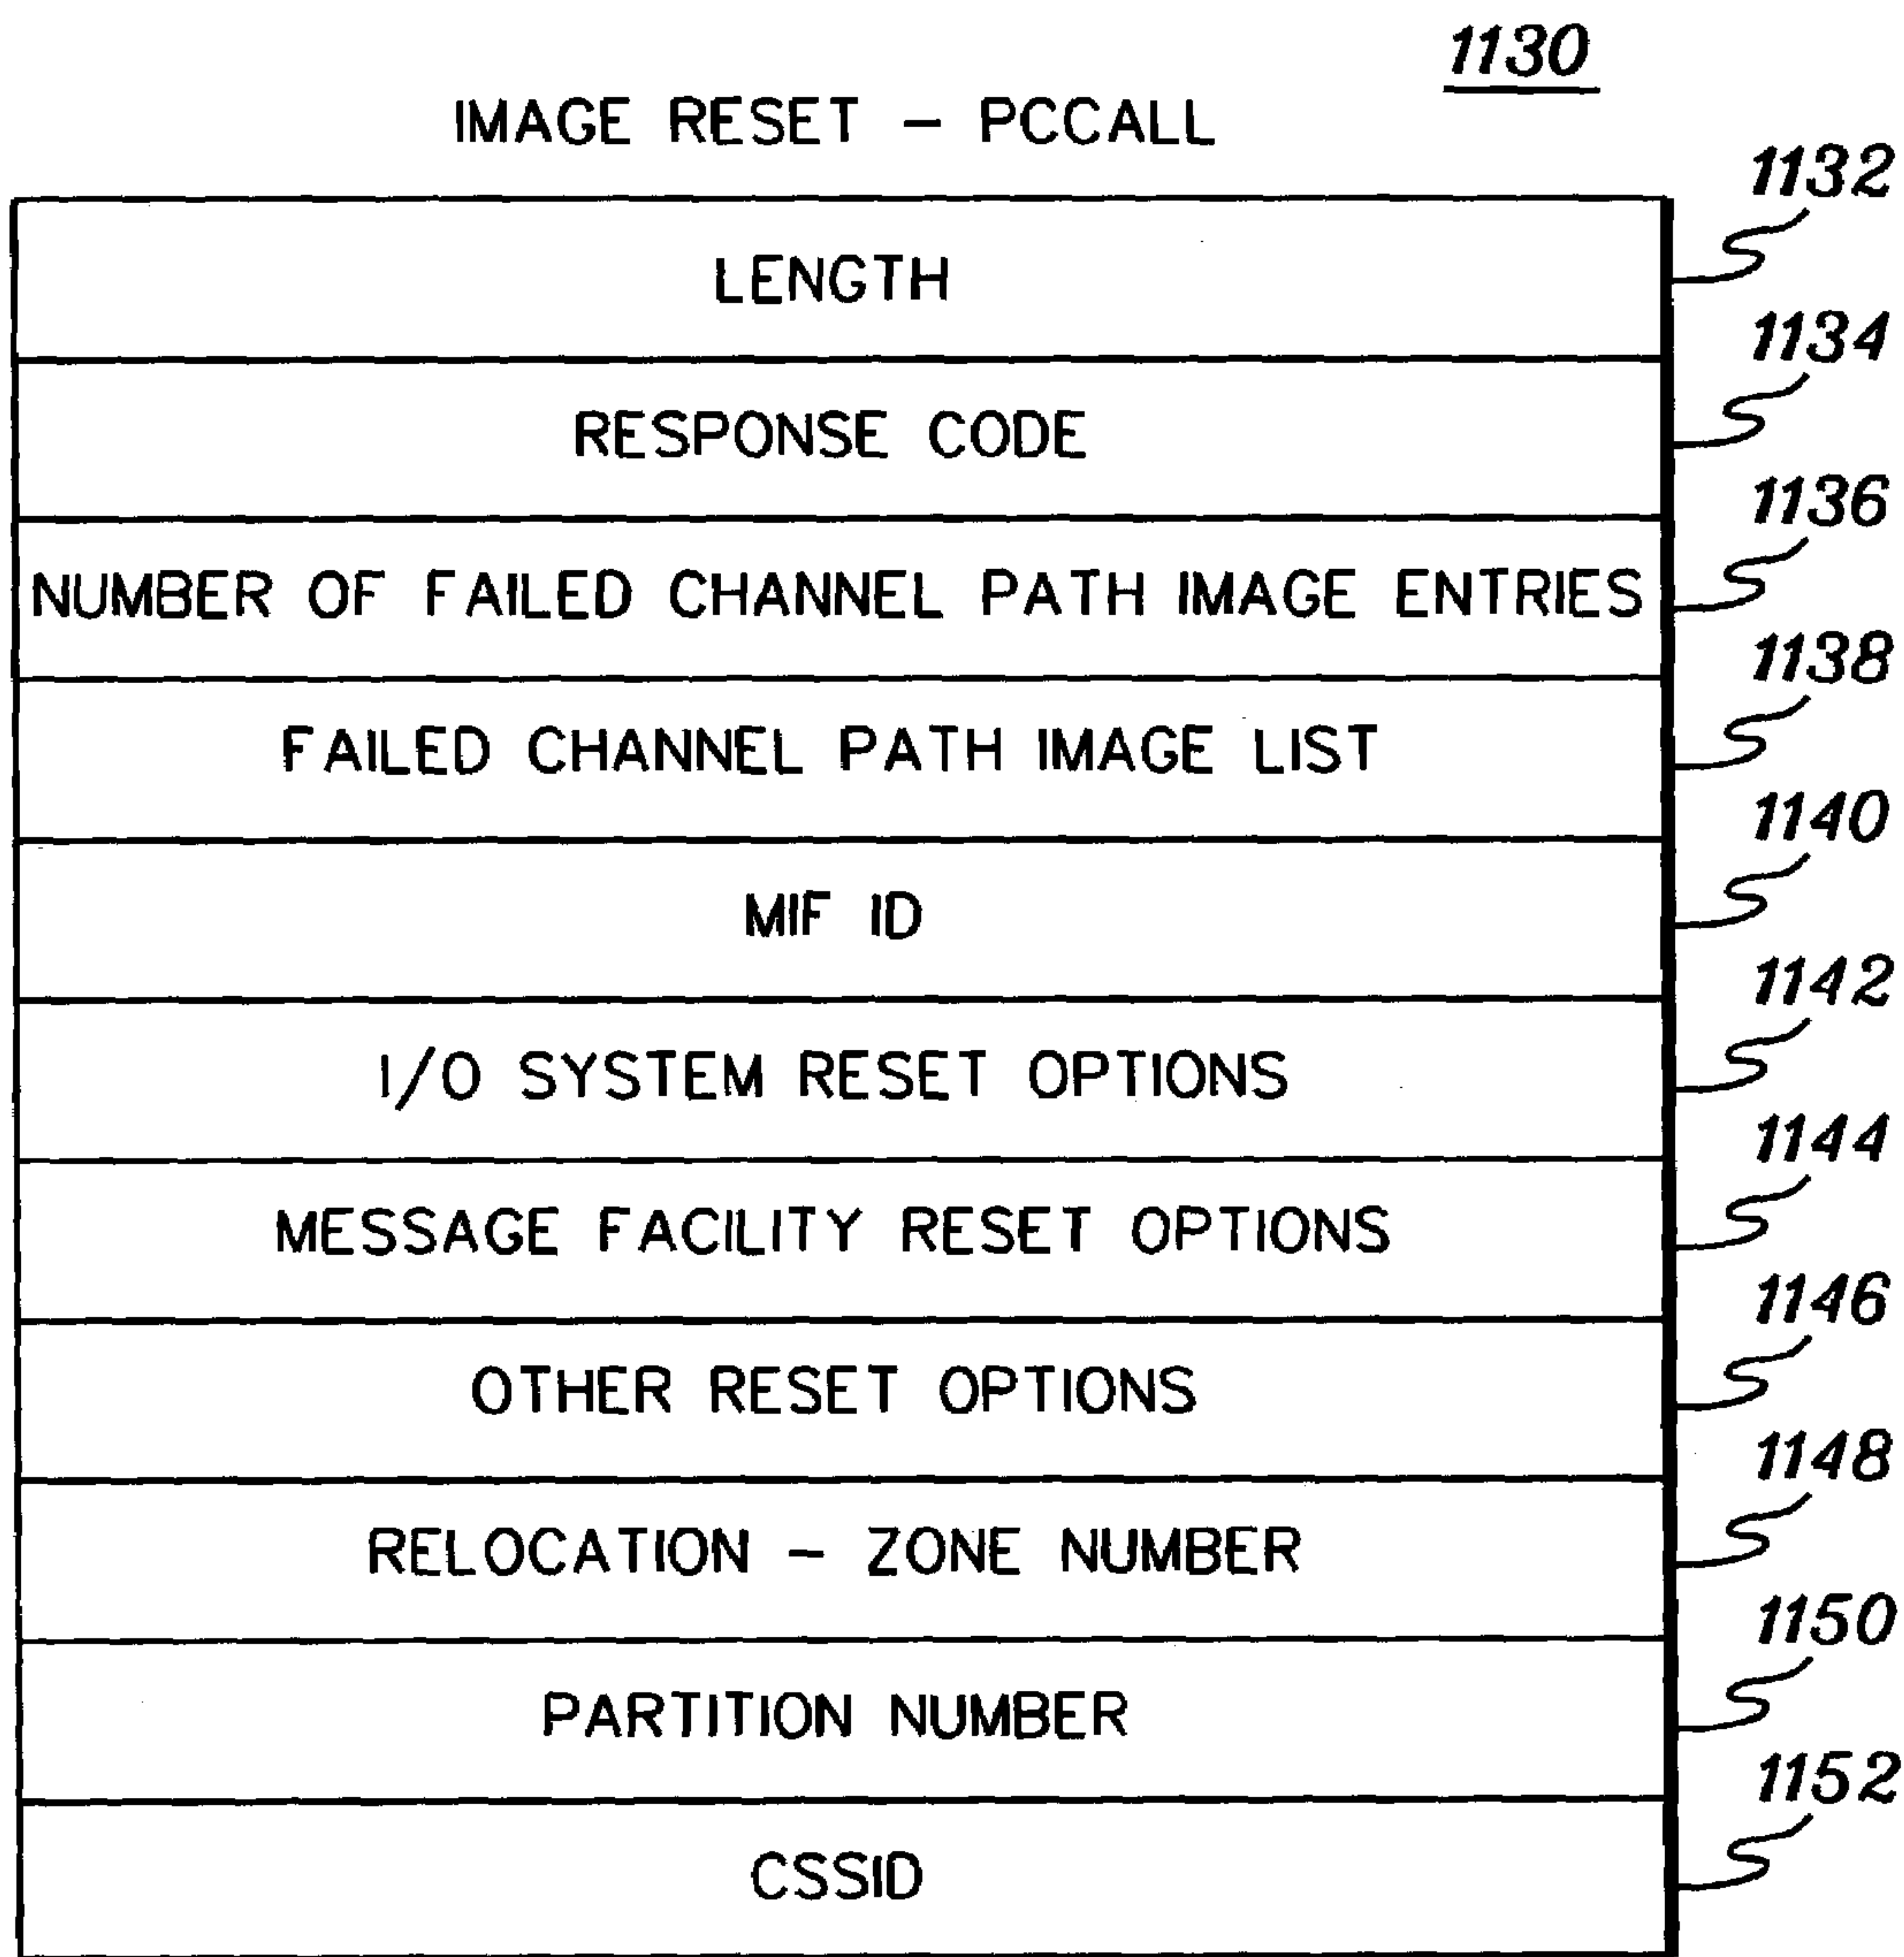 1130
IMAGE RESET – PCCALL
LENGTH 1132
RESPONSE CODE 1134
NUMBER OF FAILED CHANNEL PATH IMAGE ENTRIES 1136
FAILED CHANNEL PATH IMAGE LIST 1138
MIF ID 1140
I/O SYSTEM RESET OPTIONS 1142
MESSAGE FACILITY RESET OPTIONS 1144
OTHER RESET OPTIONS 1146
RELOCATION – ZONE NUMBER 1148
PARTITION NUMBER 1150
CSSID 1152